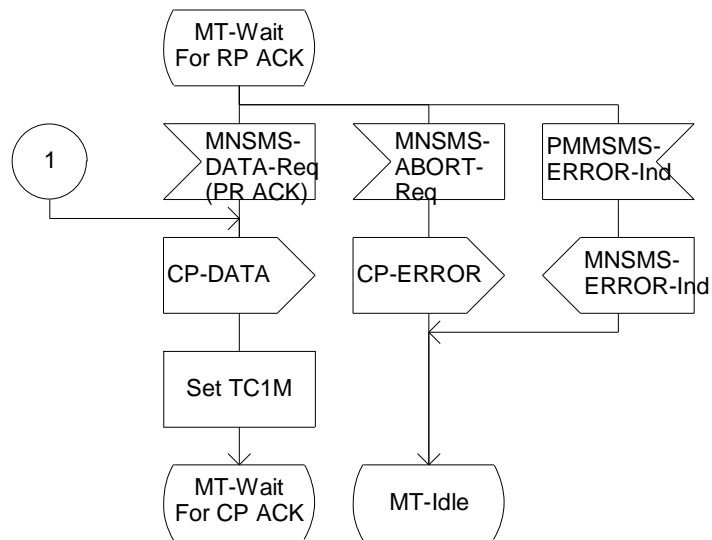 MT-Wait
For RP ACK
1
MNSMS-
DATA-Req
(PR ACK)
MNSMS-
ABORT-
Req
PMMSMS-
ERROR-Ind
CP-DATA
CP-ERROR
MNSMS-
ERROR-Ind
Set TC1M
MT-Wait
For CP ACK
MT-Idle